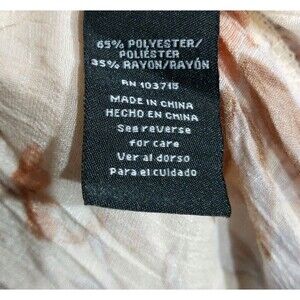 65% POLYESTER/
POLIÉSTER
35% RAYON/RAYÓN
RN 103715
MADE IN CHINA
HECHO EN CHINA
See reverse
for care
Ver al dorso
Para el cuidado